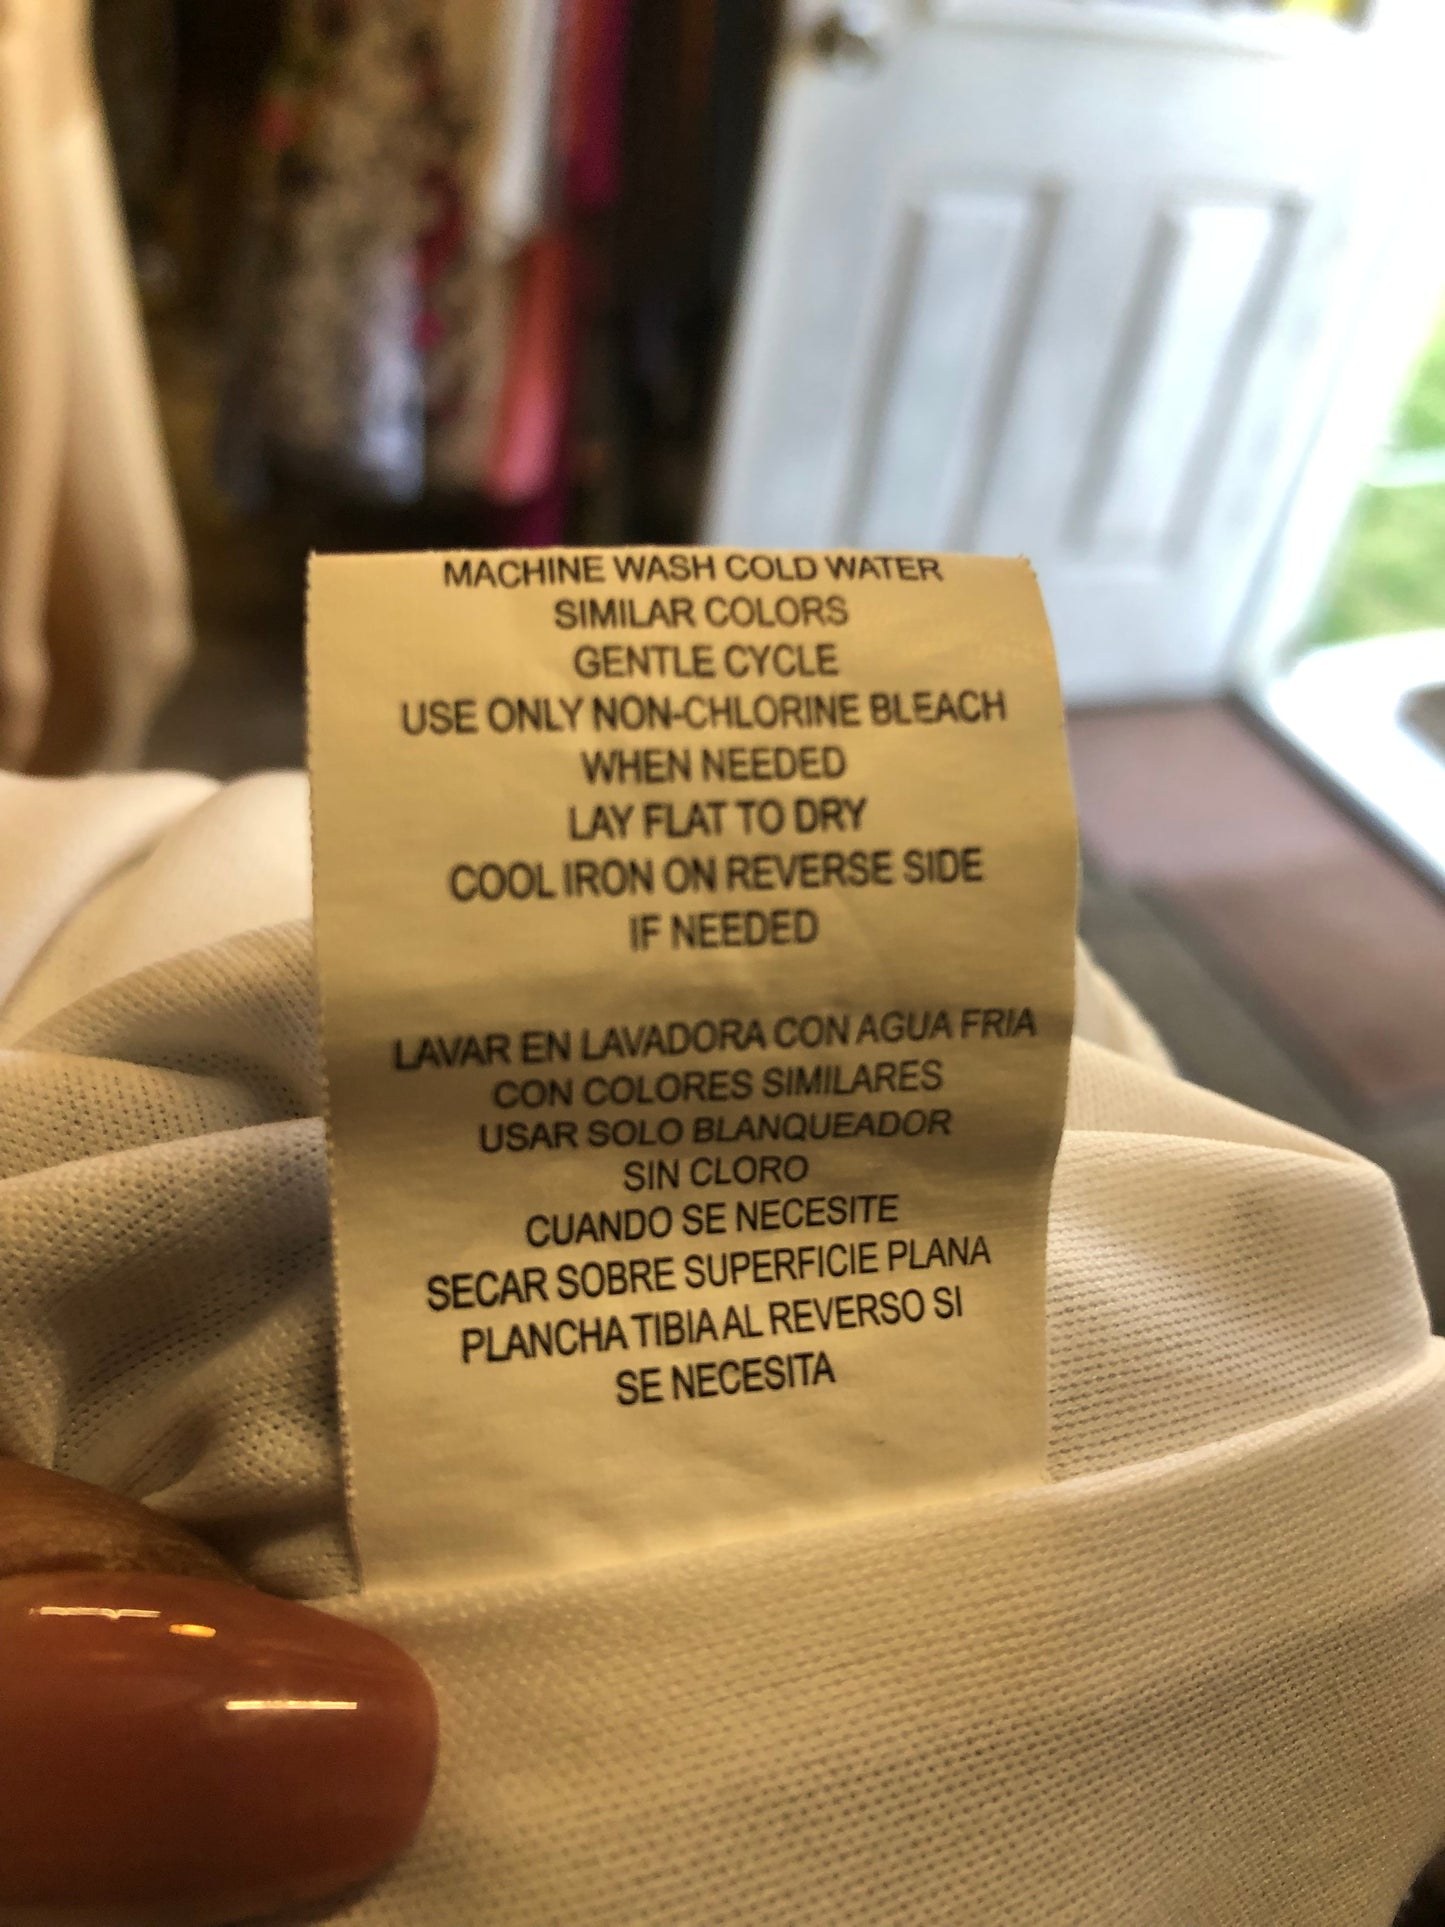 MACHINE WASH COLD WATER
SIMILAR COLORS
GENTLE CYCLE
USE ONLY NON-CHLORINE BLEACH
WHEN NEEDED
LAY FLAT TO DRY
COOL IRON ON REVERSE SIDE
IF NEEDED
LAVAR EN LAVADORA CON AGUA FRIA
CON COLORES SIMILARES
USAR SOLO BLANQUEADOR
SIN CLORO
CUANDO SE NECESITE
SECAR SOBRE SUPERFICIE PLANA
PLANCHA TIBIA AL REVERSO SI
SE NECESITA